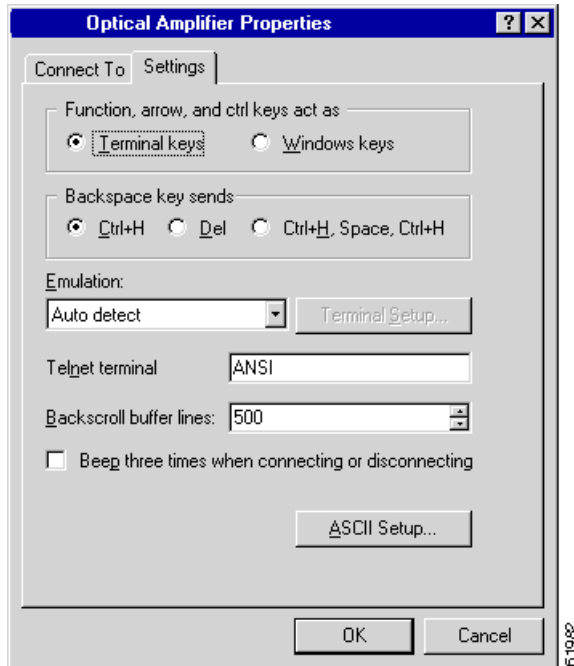 Optical Amplifier Properties
Connect To Settings
Function, arrow, and ctrl keys act as
Terminal keys Windows keys
Backspace key sends
Ctrl+H Del Ctrl+H, Space, Ctrl+H
Emulation:
Auto detect Terminal Setup...
Telnet terminal ANSI
Backscroll buffer lines: 500
Beep three times when connecting or disconnecting
ASCII Setup...
OK Cancel
51982